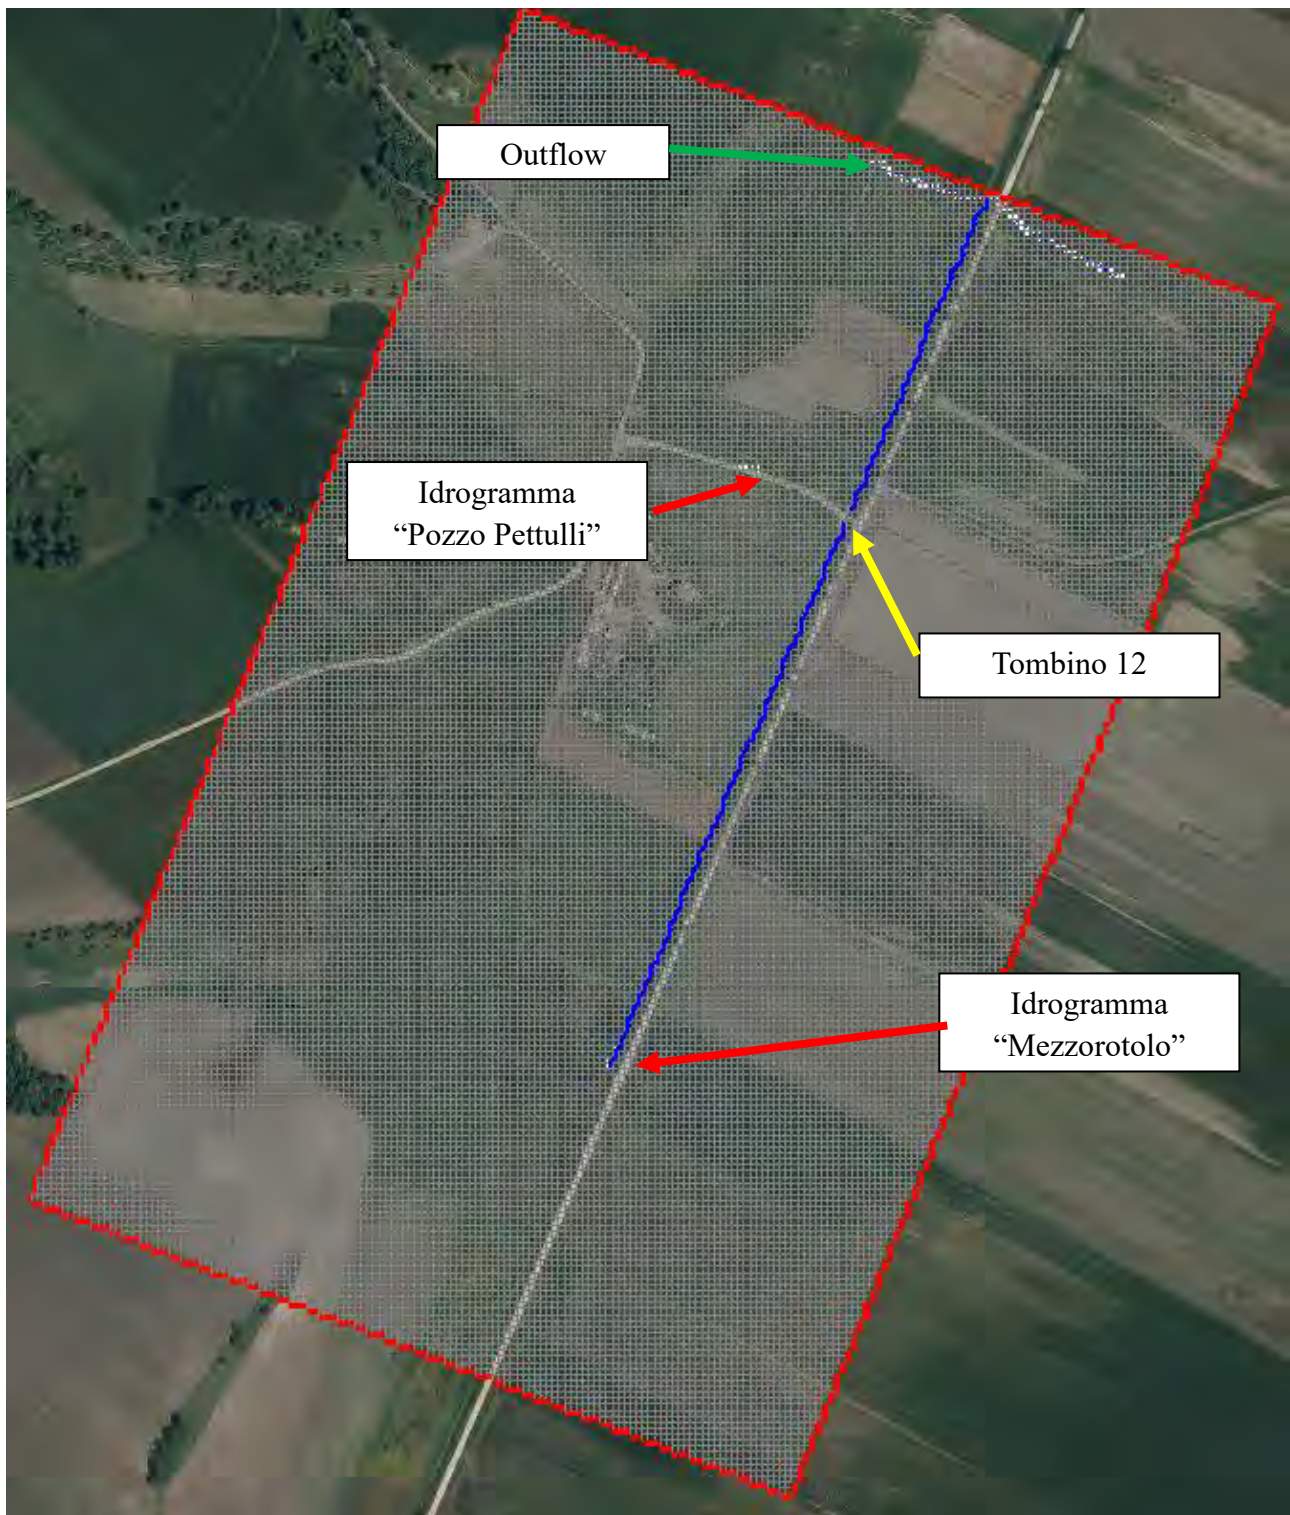 Outflow
Idrogramma
“Pozzo Pettulli”
Tombino 12
Idrogramma
“Mezzorotolo”